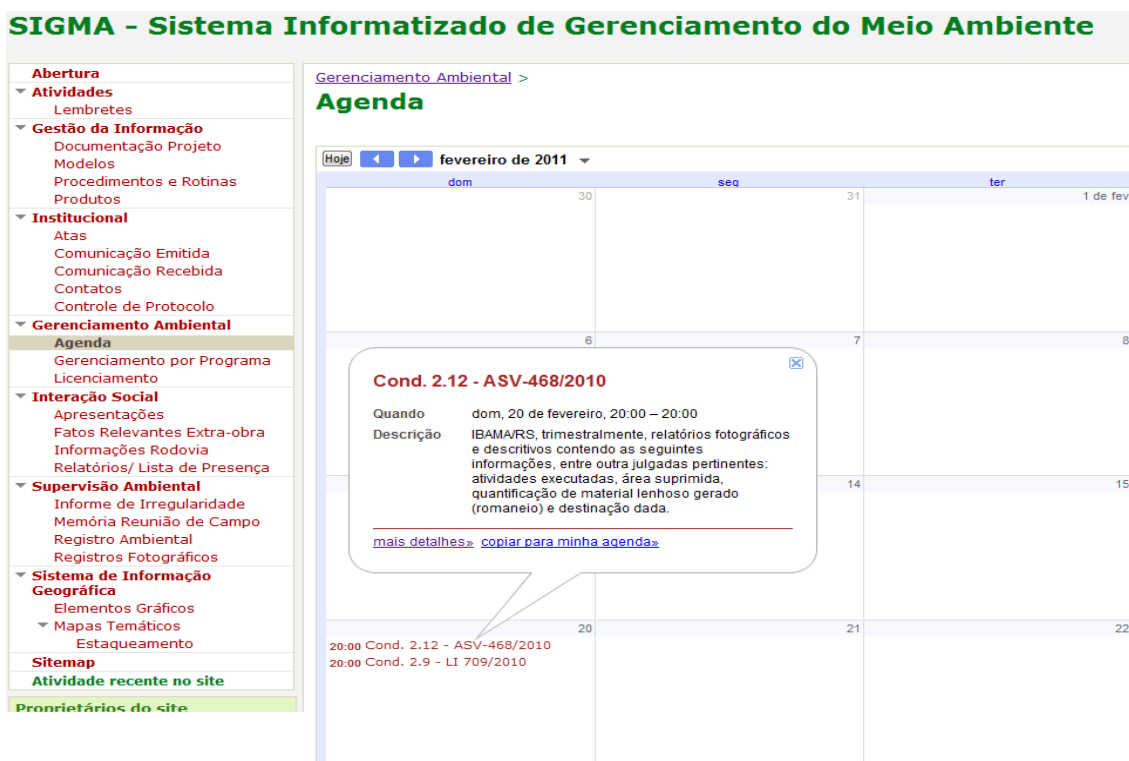 SIGMA - Sistema Informatizado de Gerenciamento do Meio Ambiente
Abertura
Atividades
Lembretes
Gestão da Informação
Documentação Projeto
Modelos
Procedimentos e Rotinas
Produtos
Institucional
Atas
Comunicação Emitida
Comunicação Recebida
Contatos
Controle de Protocolo
Gerenciamento Ambiental
Agenda
Gerenciamento por Programa
Licenciamento
Interação Social
Apresentações
Fatos Relevantes Extra-obra
Informações Rodovia
Relatórios/ Lista de Presença
Supervisão Ambiental
Informe de Irregularidade
Memória Reunião de Campo
Registro Ambiental
Registros Fotográficos
Sistema de Informação
Geográfica
Elementos Gráficos
Mapas Temáticos
Estaqueamento
Sitemap
Atividade recente no site
Proprietários do site
Gerenciamento Ambiental >
Agenda
Hoje fevereiro de 2011
dom seg ter
30 31 1 de fev
6 7 8
Cond. 2.12 - ASV-468/2010
Quando dom, 20 de fevereiro, 20:00 – 20:00
Descrição IBAMA/RS, trimestralmente, relatórios fotográficos
e descritivos contendo as seguintes
informações, entre outra julgadas pertinentes:
atividades executadas, área suprimida,
quantificação de material lenhoso gerado
(romaneio) e destinação dada.
mais detalhes» copiar para minha agenda»
14 15
20 21 22
20:00 Cond. 2.12 - ASV-468/2010
20:00 Cond. 2.9 - LI 709/2010